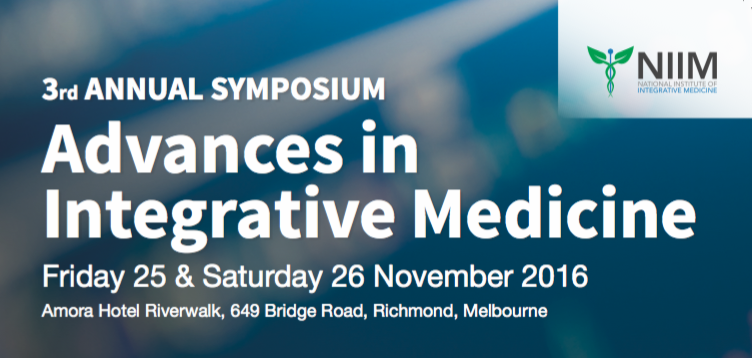 3rd ANNUAL SYMPOSIUM
NIIM
NATIONAL INSTITUTE OF
INTEGRATIVE MEDICINE
Advances in
Integrative Medicine
Friday 25 & Saturday 26 November 2016
Amora Hotel Riverwalk, 649 Bridge Road, Richmond, Melbourne